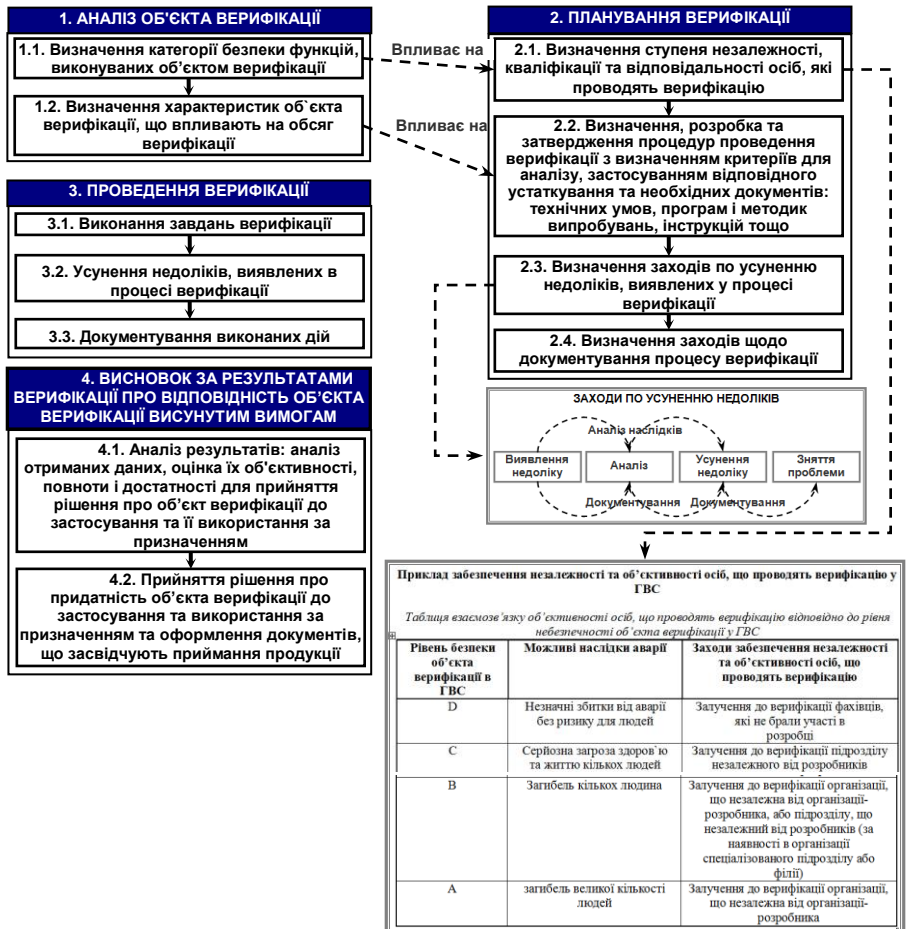 1. АНАЛІЗ ОБ'ЄКТА ВЕРИФІКАЦІЇ
1.1. Визначення категорії безпеки функцій,
виконуваних об’єктом верифікації
1.2. Визначення характеристик об`єкта
верифікації, що впливають на обсяг
верифікації
Впливає на
Впливає на
2. ПЛАНУВАННЯ ВЕРИФІКАЦІЇ
2.1. Визначення ступеня незалежності,
кваліфікації та відповідальності осіб, які
проводять верифікацію
2.2. Визначення, розробка та
затвердження процедур проведення
верифікації з визначенням критеріїв для
аналізу, застосуванням відповідного
устаткування та необхідних документів:
технічних умов, програм і методик
випробувань, інструкцій тощо
2.3. Визначення заходів по усуненню
недоліків, виявлених у процесі
верифікації
2.4. Визначення заходів щодо
документування процесу верифікації
3. ПРОВЕДЕННЯ ВЕРИФІКАЦІЇ
3.1. Виконання завдань верифікації
3.2. Усунення недоліків, виявлених в
процесі верифікації
3.3. Документування виконаних дій
4. ВИСНОВОК ЗА РЕЗУЛЬТАТАМИ
ВЕРИФІКАЦІЇ ПРО ВІДПОВІДНІСТЬ ОБ’ЄКТА
ВЕРИФІКАЦІЇ ВИСУНУТИМ ВИМОГАМ
4.1. Аналіз результатів: аналіз
отриманих даних, оцінка їх об'єктивності,
повноти і достатності для прийняття
рішення про об’єкт верифікації до
застосування та її використання за
призначенням
4.2. Прийняття рішення про
придатність об’єкта верифікації до
застосування та використання за
призначенням та оформлення документів,
що засвідчують приймання продукції
ЗАХОДИ ПО УСУНЕННЮ НЕДОЛІКІВ
Аналіз наслідків
Виявлення
недоліку
Аналіз
Усунення
недоліку
Зняття
проблеми
Документування
Документування
Приклад забезпечення незалежності та об’єктивності осіб, що проводять верифікацію у
ГВС
Таблиця взаємозв`язку об’єктивності осіб, що проводять верифікацію відповідно до рівня
небезпечності об’єкта верифікації у ГВС
Рівень безпеки
об’єкта
верифікації в
ГВС
Можливі наслідки аварії
Заходи забезпечення незалежності
та об’єктивності осіб, що
проводять верифікацію
D
Незначні збитки від аварії
без ризику для людей
Залучення до верифікації фахівців,
які не брали участі в
розробці
C
Серйозна загроза здоров`ю
та життю кількох людей
Залучення до верифікації підрозділу
незалежного від розробників
B
Загибель кількох людина
Залучення до верифікації організації,
що незалежна від організації-
розробника, або підрозділу, що
незалежний від розробників (за
наявності в організації
спеціалізованого підрозділу або
філії)
A
загибель великої кількості
людей
Залучення до верифікації організації,
що незалежна від організації-
розробника